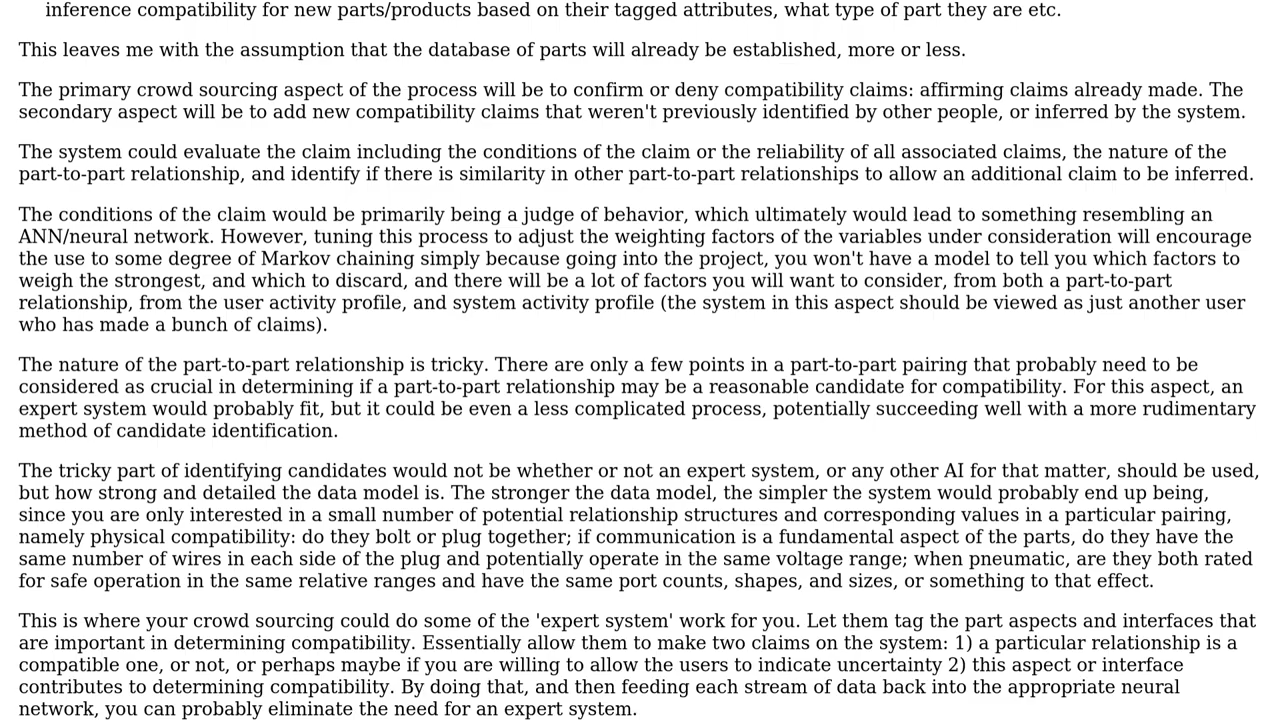 inference compatibility for new parts/products based on their tagged attributes, what type of part they are etc.
This leaves me with the assumption that the database of parts will already be established, more or less.
The primary crowd sourcing aspect of the process will be to confirm or deny compatibility claims: affirming claims already made. The
secondary aspect will be to add new compatibility claims that weren't previously identified by other people, or inferred by the system.
The system could evaluate the claim including the conditions of the claim or the reliability of all associated claims, the nature of the
part-to-part relationship, and identify if there is similarity in other part-to-part relationships to allow an additional claim to be inferred.
The conditions of the claim would be primarily being a judge of behavior, which ultimately would lead to something resembling an
ANN/neural network. However, tuning this process to adjust the weighting factors of the variables under consideration will encourage
the use to some degree of Markov chaining simply because going into the project, you won't have a model to tell you which factors to
weigh the strongest, and which to discard, and there will be a lot of factors you will want to consider, from both a part-to-part
relationship, from the user activity profile, and system activity profile (the system in this aspect should be viewed as just another user
who has made a bunch of claims).
The nature of the part-to-part relationship is tricky. There are only a few points in a part-to-part pairing that probably need to be
considered as crucial in determining if a part-to-part relationship may be a reasonable candidate for compatibility. For this aspect, an
expert system would probably fit, but it could be even a less complicated process, potentially succeeding well with a more rudimentary
method of candidate identification.
The tricky part of identifying candidates would not be whether or not an expert system, or any other AI for that matter, should be used,
but how strong and detailed the data model is. The stronger the data model, the simpler the system would probably end up being,
since you are only interested in a small number of potential relationship structures and corresponding values in a particular pairing,
namely physical compatibility: do they bolt or plug together; if communication is a fundamental aspect of the parts, do they have the
same number of wires in each side of the plug and potentially operate in the same voltage range; when pneumatic, are they both rated
for safe operation in the same relative ranges and have the same port counts, shapes, and sizes, or something to that effect.
This is where your crowd sourcing could do some of the 'expert system' work for you. Let them tag the part aspects and interfaces that
are important in determining compatibility. Essentially allow them to make two claims on the system: 1) a particular relationship is a
compatible one, or not, or perhaps maybe if you are willing to allow the users to indicate uncertainty 2) this aspect or interface
contributes to determining compatibility. By doing that, and then feeding each stream of data back into the appropriate neural
network, you can probably eliminate the need for an expert system.